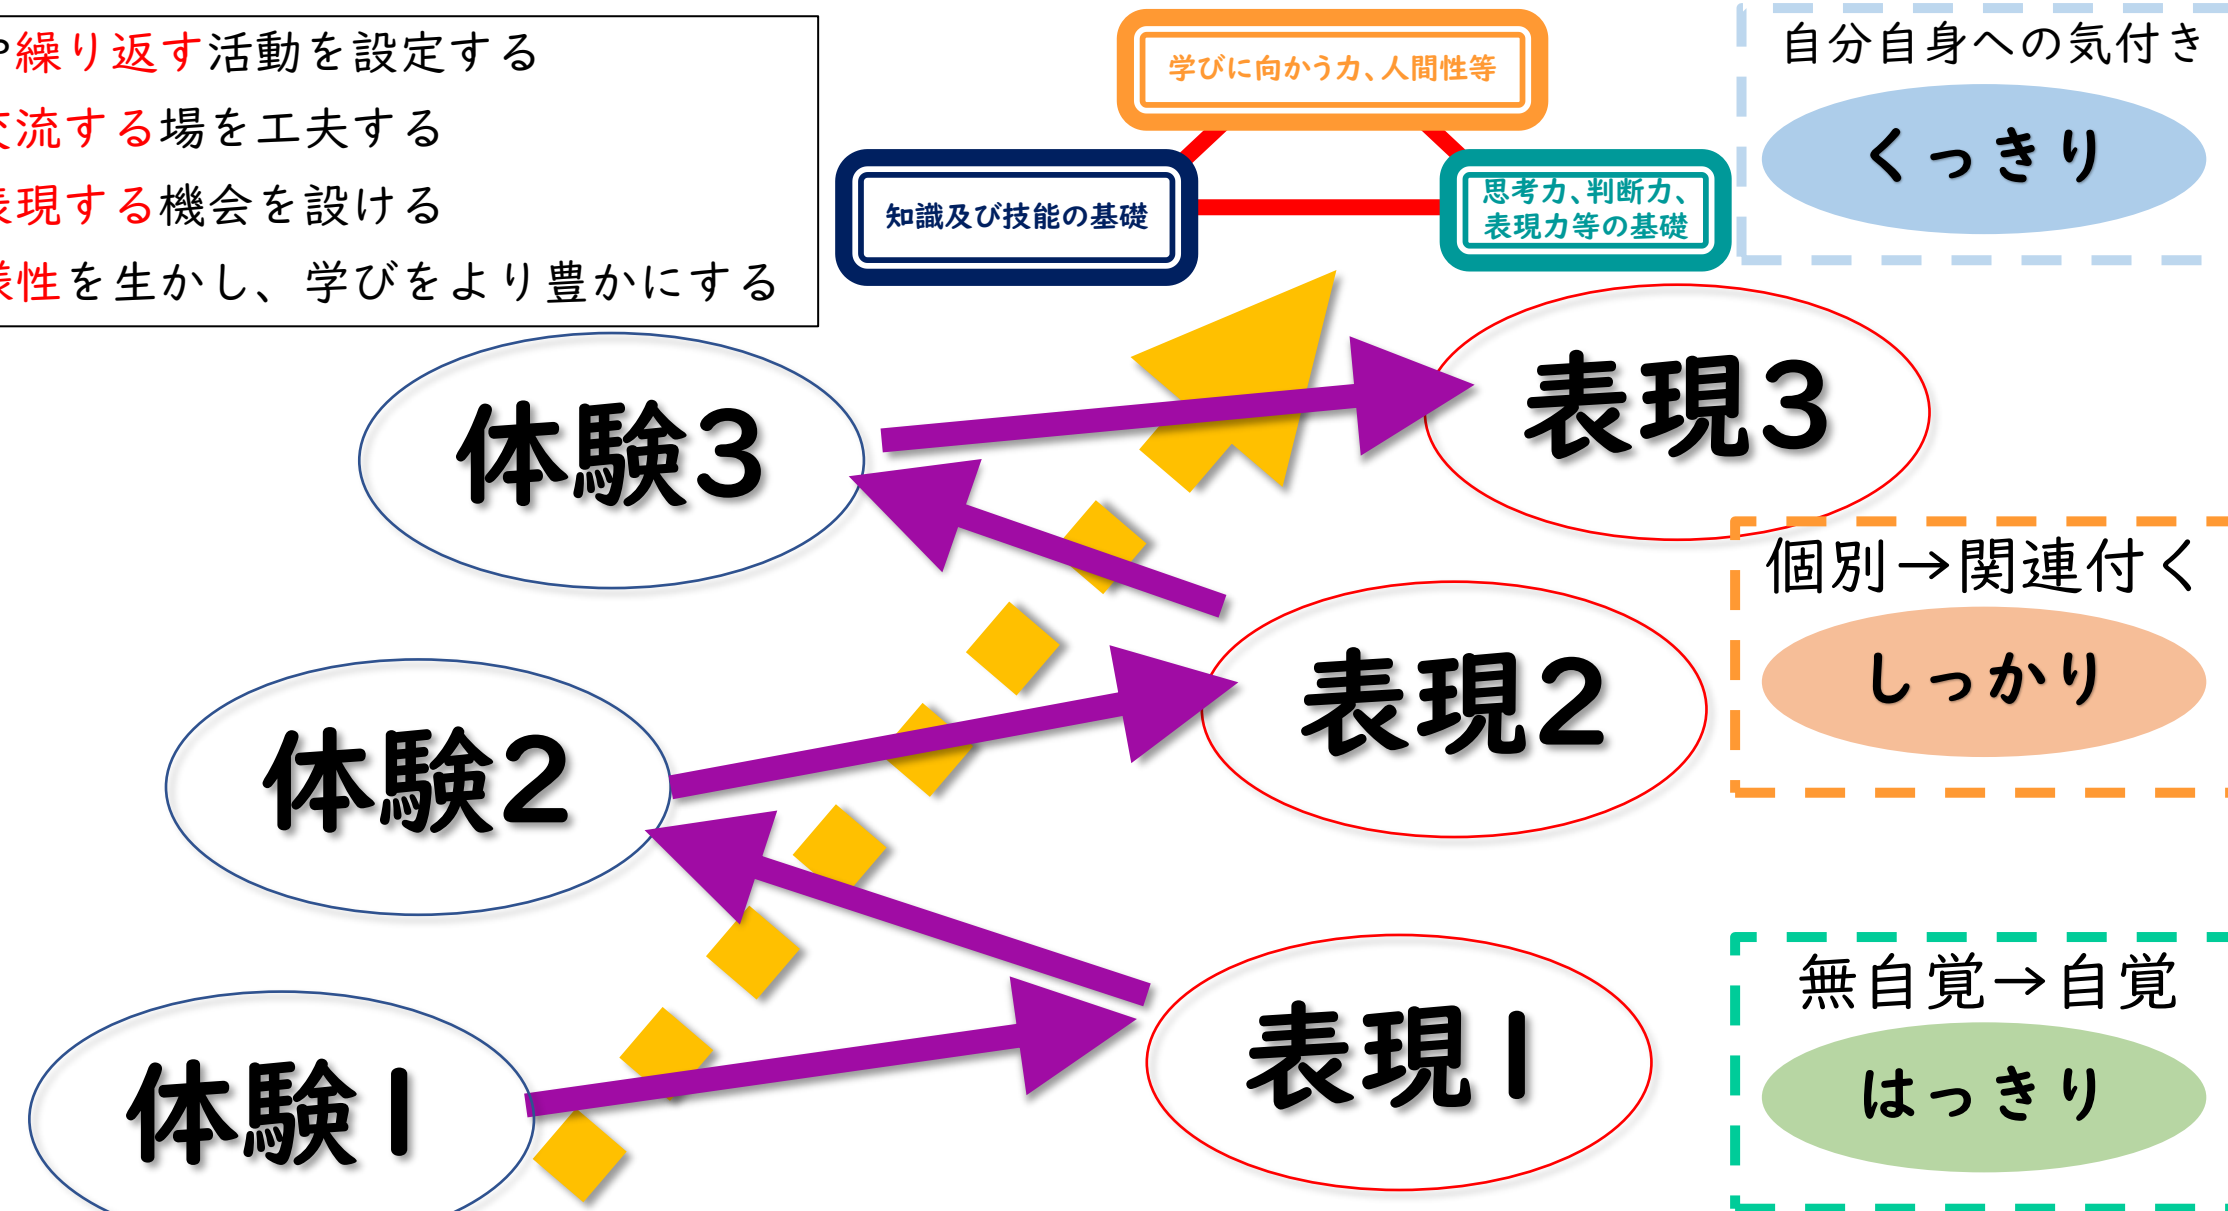 繰り返す活動を設定する
流する場を工夫する
現する機会を設ける
性を生かし、学びをより豊かにする
学びに向かう力、人間性等
知識及び技能の基礎
思考力、判断力、
表現力等の基礎
自分自身への気付き
くっきり
体験3
表現3
個別→関連付く
しっかり
体験2
表現2
無自覚→自覚
はっきり
体験1
表現1